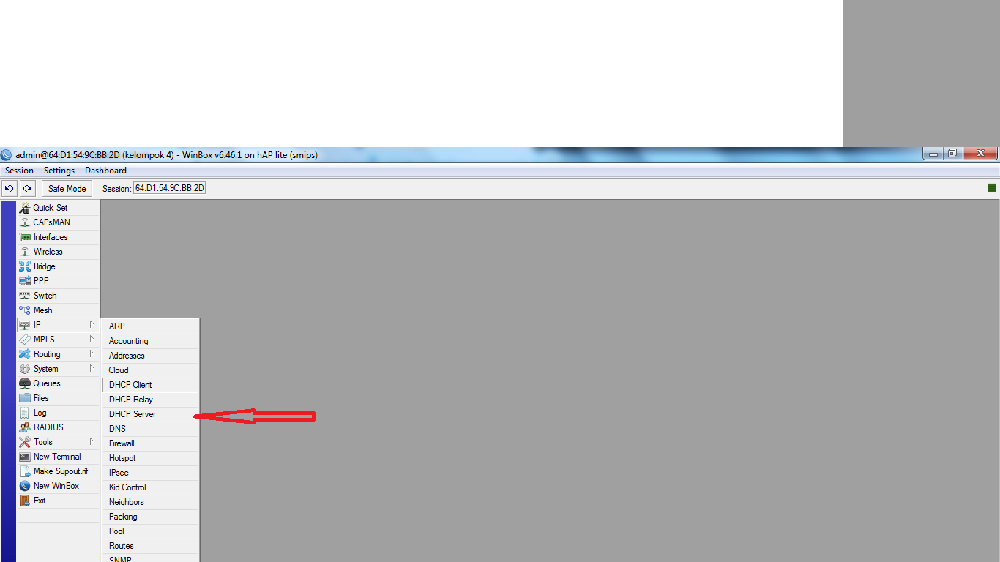 admin@64:D1:54:9C:BB:2D (kelompok 4) - WinBox v6.46.1 on hAP lite (smips)
Session Settings Dashboard
Safe Mode Session: 64:D1:54:9C:BB:2D
Quick Set
CAPsMAN
Interfaces
Wireless
Bridge
PPP
Switch
Mesh
255 IP
MPLS
Routing
System
Queues
Files
Log
RADIUS
Tools
New Terminal
Make Supout.rif
New WinBox
Exit
ARP
Accounting
Addresses
Cloud
DHCP Client
DHCP Relay
DHCP Server
DNS
Firewall
Hotspot
IPsec
Kid Control
Neighbors
Packing
Pool
Routes
SNMP